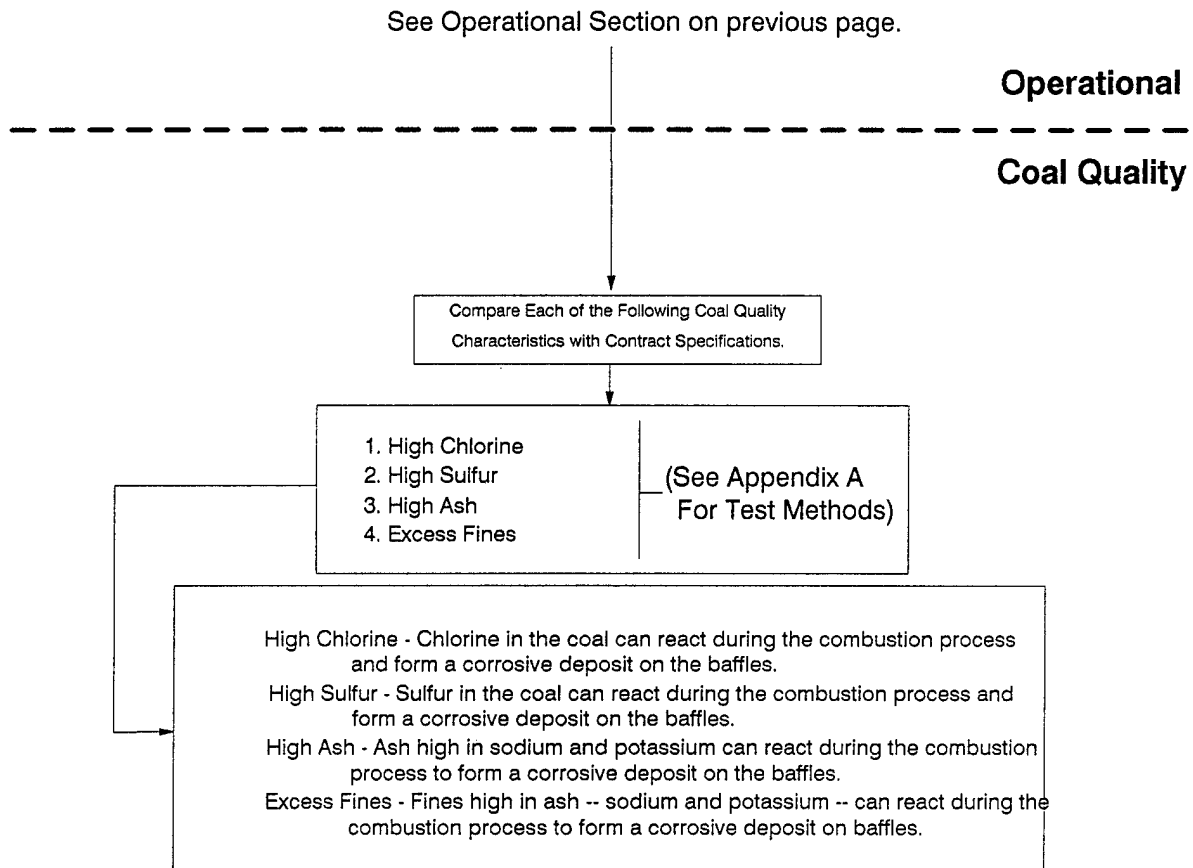 See Operational Section on previous page.
Operational
Coal Quality
Compare Each of the Following Coal Quality
Characteristics with Contract Specifications.
1. High Chlorine
2. High Sulfur
3. High Ash
4. Excess Fines
(See Appendix A
For Test Methods)
High Chlorine - Chlorine in the coal can react during the combustion process
and form a corrosive deposit on the baffles.
High Sulfur - Sulfur in the coal can react during the combustion process and
form a corrosive deposit on the baffles.
High Ash - Ash high in sodium and potassium can react during the combustion
process to form a corrosive deposit on the baffles.
Excess Fines - Fines high in ash -- sodium and potassium -- can react during the
combustion process to form a corrosive deposit on baffles.